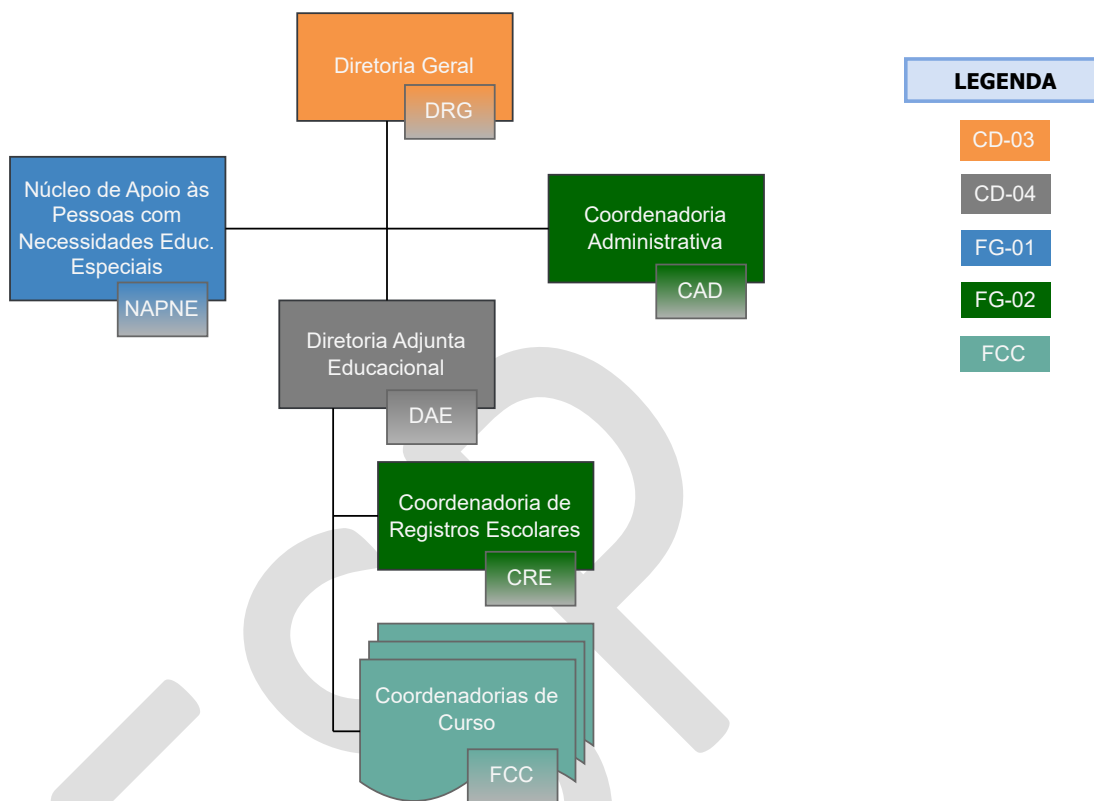 Diretoria Geral
DRG
LEGENDA
CD-03
CD-04
FG-01
FG-02
FCC
Núcleo de Apoio às
Pessoas com
Necessidades Educ.
Especiais
NAPNE
Coordenadoria
Administrativa
CAD
Diretoria Adjunta
Educacional
DAE
Coordenadoria de
Registros Escolares
CRE
Coordenadorias de
Curso
FCC